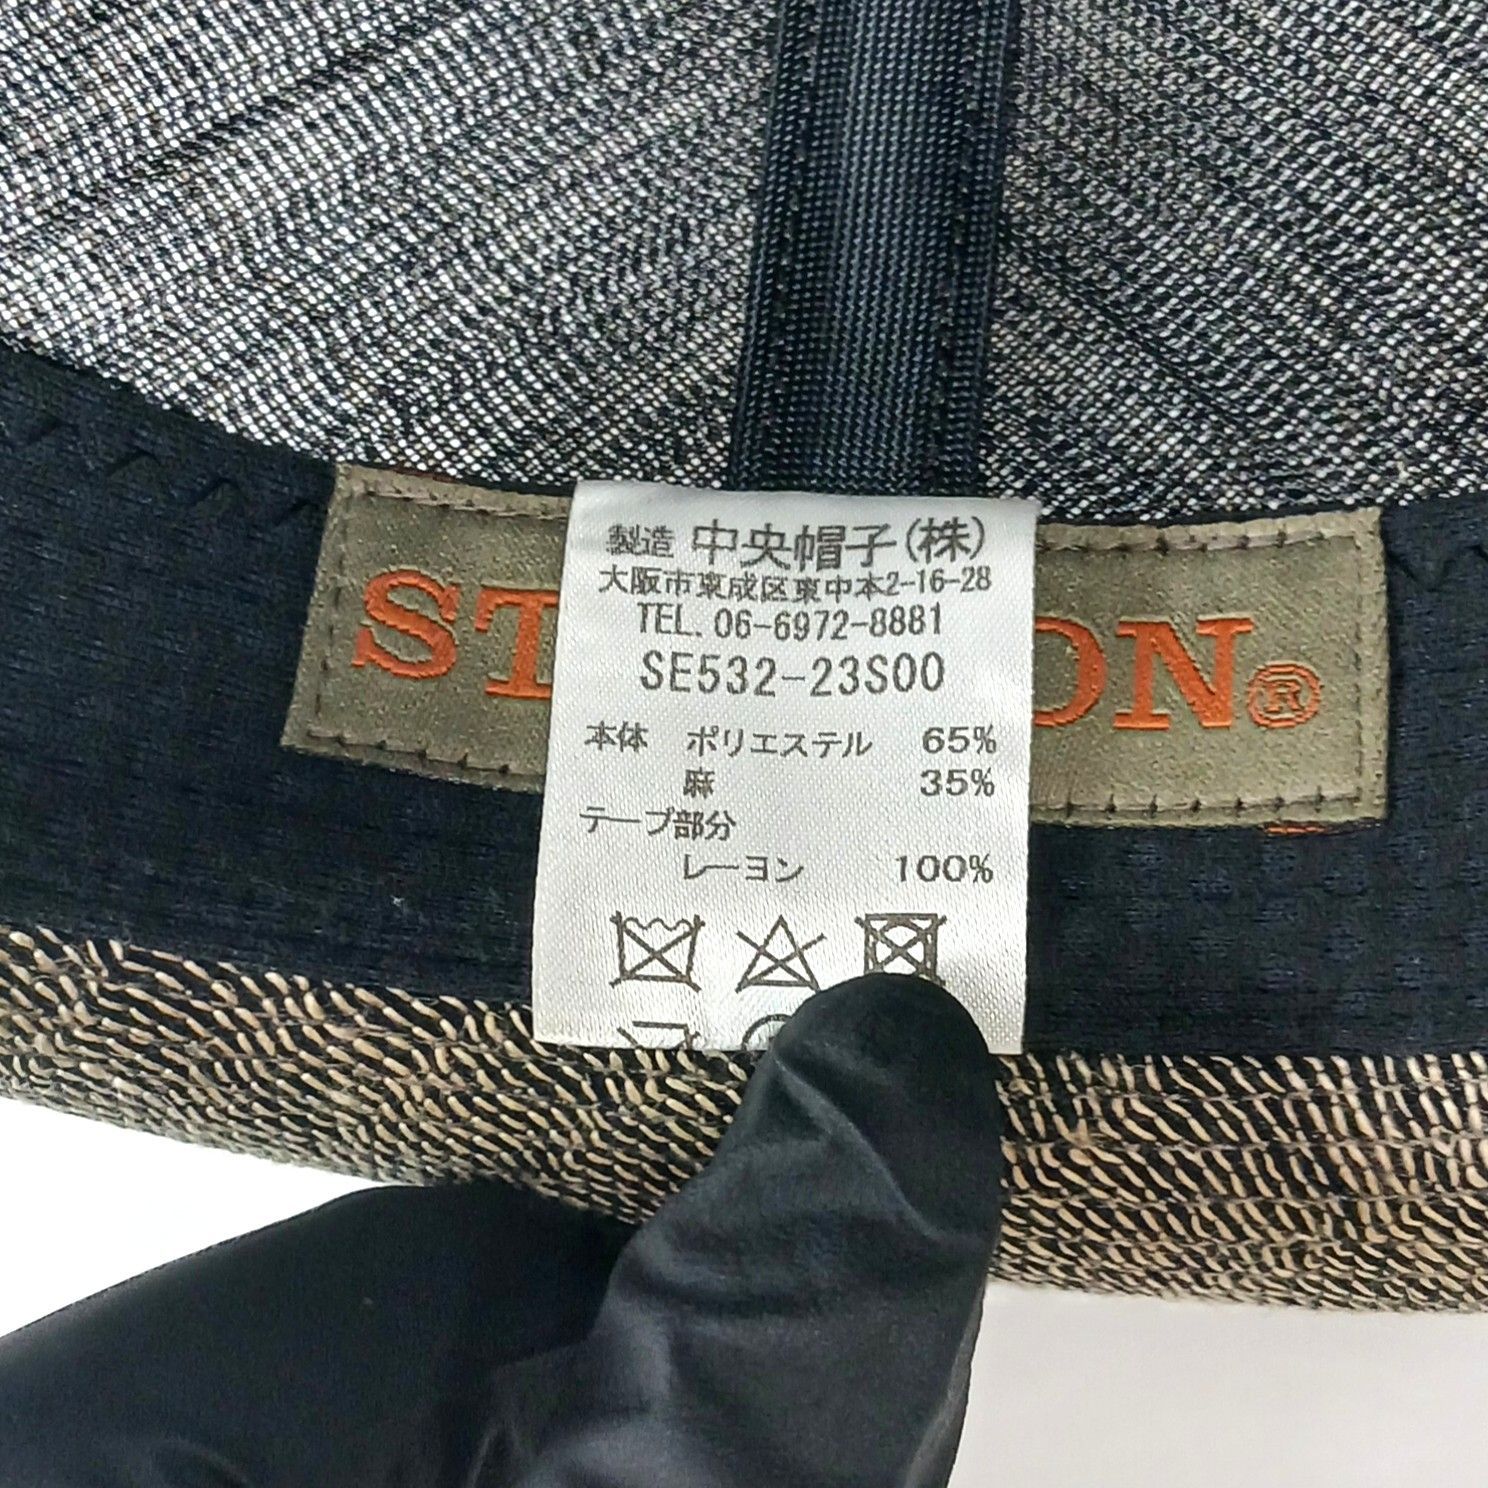 製造 中央帽子(株)
大阪市東成区東中本2-16-28
TEL. 06-6972-8881
SE532-23S00
本体 ポリエステル 65%
麻 35%
テープ部分
レーヨン 100%
ST ON®